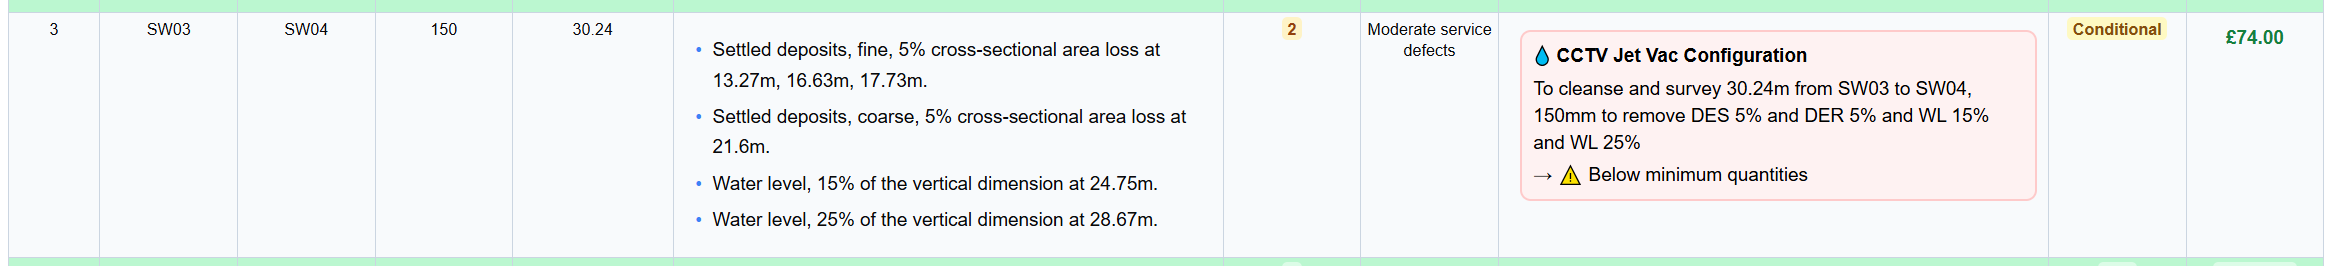 3
SW03
SW04
150
30.24
• Settled deposits, fine, 5% cross-sectional area loss at
13.27m, 16.63m, 17.73m.
• Settled deposits, coarse, 5% cross-sectional area loss at
21.6m.
• Water level, 15% of the vertical dimension at 24.75m.
• Water level, 25% of the vertical dimension at 28.67m.
2
Moderate service
defects
💧 CCTV Jet Vac Configuration
To cleanse and survey 30.24m from SW03 to SW04,
150mm to remove DES 5% and DER 5% and WL 15%
and WL 25%
→ ⚠ Below minimum quantities
Conditional
£74.00